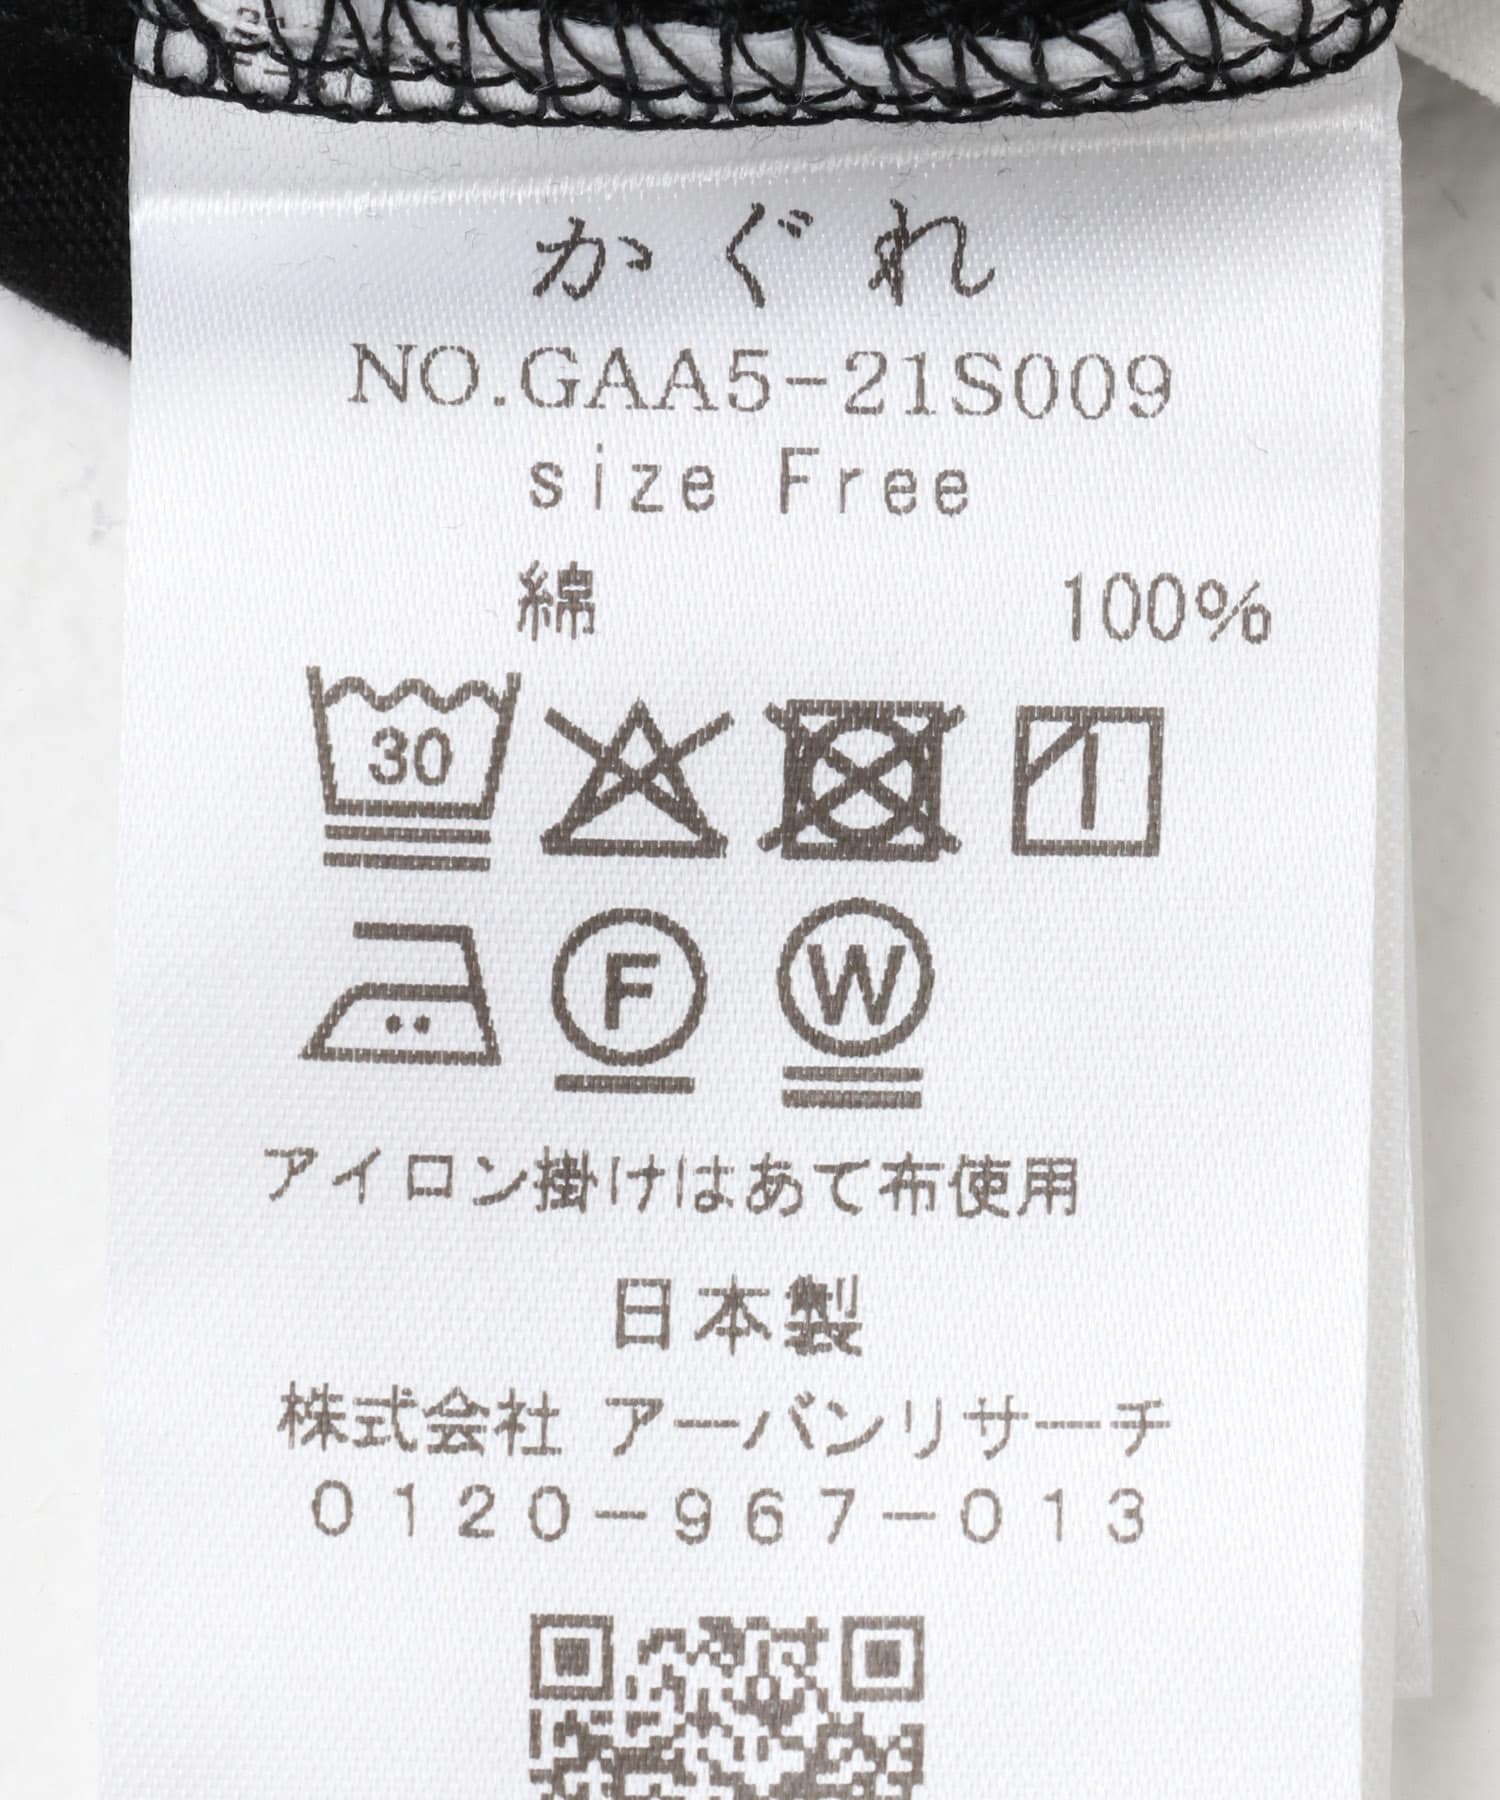 かぐれ
NO.GAA5-21S009
size Free
綿 100%
30
F W
アイロン掛けはあて布使用
日本製
株式会社 アーバンリサーチ
0120-967-013